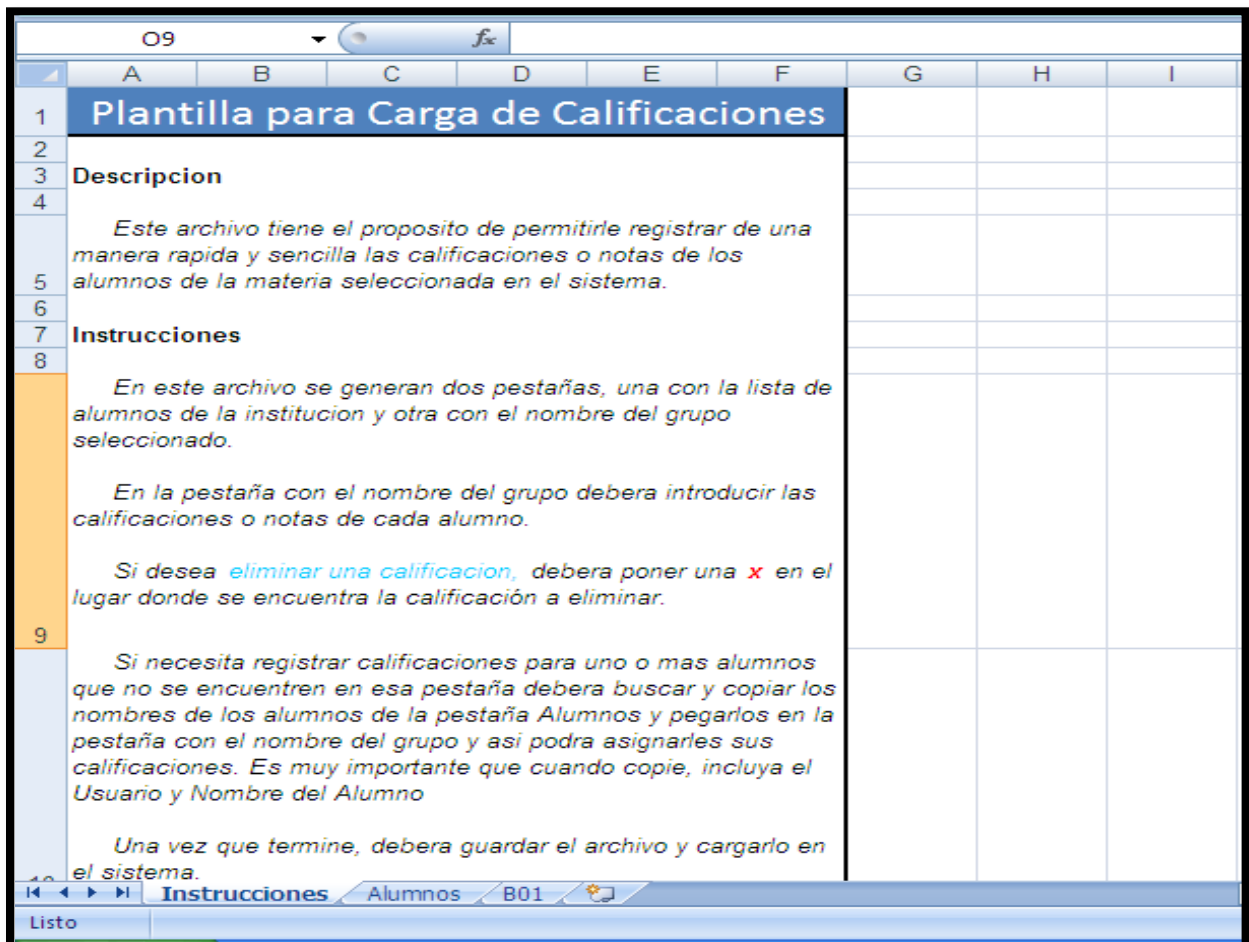 O9
fx
A B C D E F G H I
1 Plantilla para Carga de Calificaciones
2
3 Descripcion
4
Este archivo tiene el proposito de permitirle registrar de una
manera rapida y sencilla las calificaciones o notas de los
5 alumnos de la materia seleccionada en el sistema.
6
7 Instrucciones
8
En este archivo se generan dos pestañas, una con la lista de
alumnos de la institucion y otra con el nombre del grupo
seleccionado.
En la pestaña con el nombre del grupo debera introducir las
calificaciones o notas de cada alumno.
Si desea eliminar una calificacion, debera poner una x en el
lugar donde se encuentra la calificación a eliminar.
9
Si necesita registrar calificaciones para uno o mas alumnos
que no se encuentren en esa pestaña debera buscar y copiar los
nombres de los alumnos de la pestaña Alumnos y pegarlos en la
pestaña con el nombre del grupo y asi podra asignarles sus
calificaciones. Es muy importante que cuando copie, incluya el
Usuario y Nombre del Alumno
Una vez que termine, debera guardar el archivo y cargarlo en
el sistema.
Instrucciones Alumnos B01
Listo